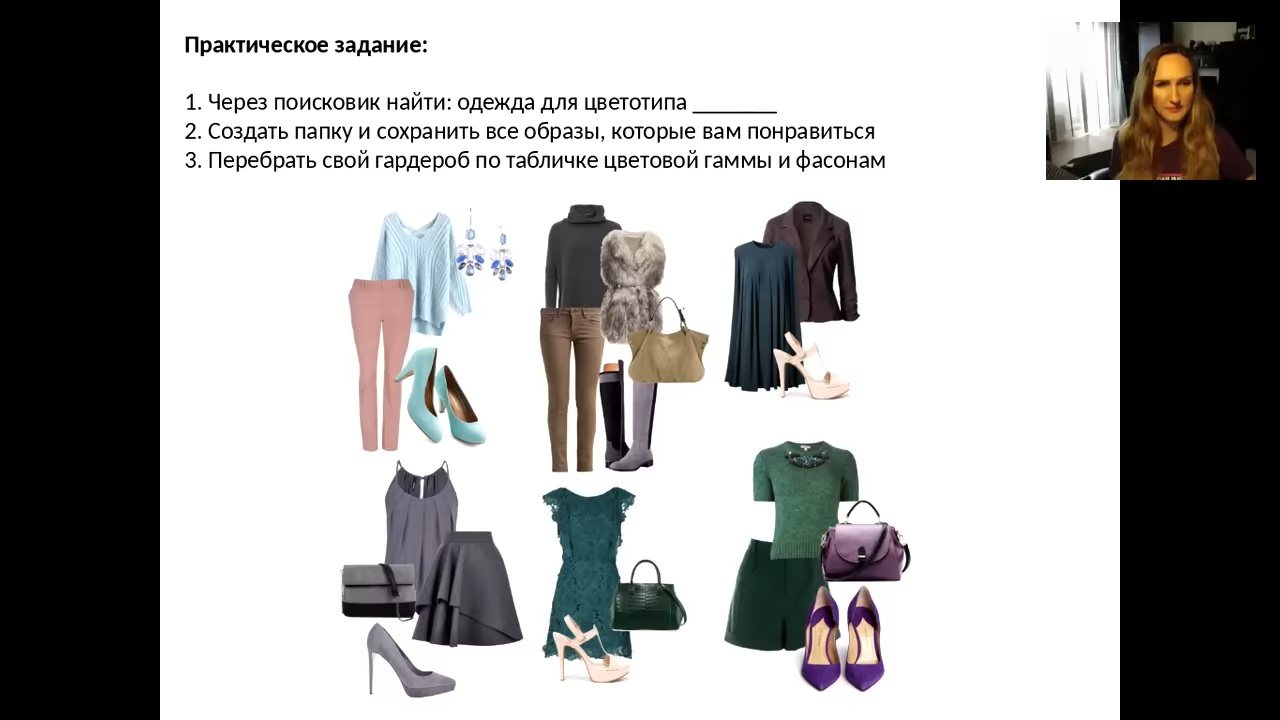 Практическое задание:
1. Через поисковик найти: одежда для цветотипа _______
2. Создать папку и сохранить все образы, которые вам понравиться
3. Перебрать свой гардероб по табличке цветовой гаммы и фасонам